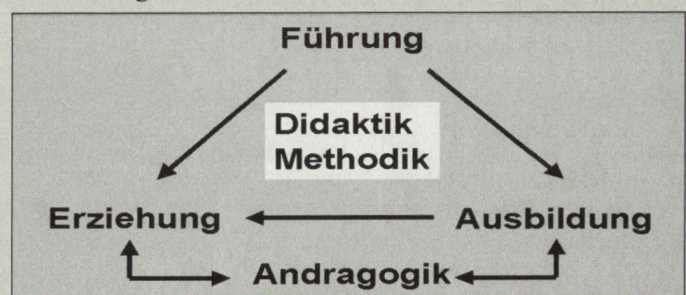 Führung
Didaktik
Methodik
Erziehung
Ausbildung
Andragogik